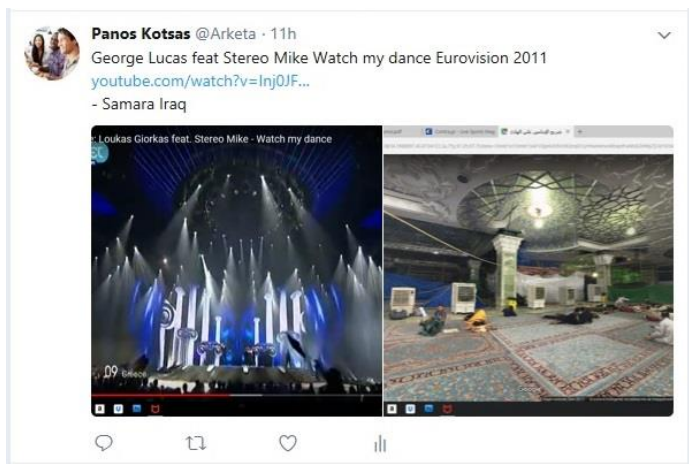 Panos Kotsas @Arketa · 11h
George Lucas feat Stereo Mike Watch my dance Eurovision 2011
youtube.com/watch?v=Inj0JF...
- Samara Iraq
: Loukas Giorkas feat. Stereo Mike - Watch my dance
09 Greece